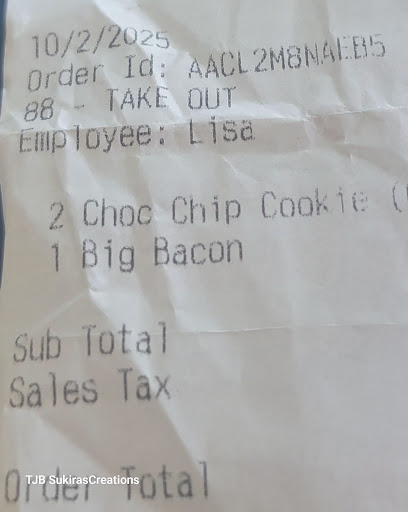 10/2/2025
Order Id: AACL2M8NAEB5
88 - TAKE OUT
Employee: Lisa
2 Choc Chip Cookie (
1 Big Bacon
Sub Total
Sales Tax
TJB SukirasCreations
Order Total